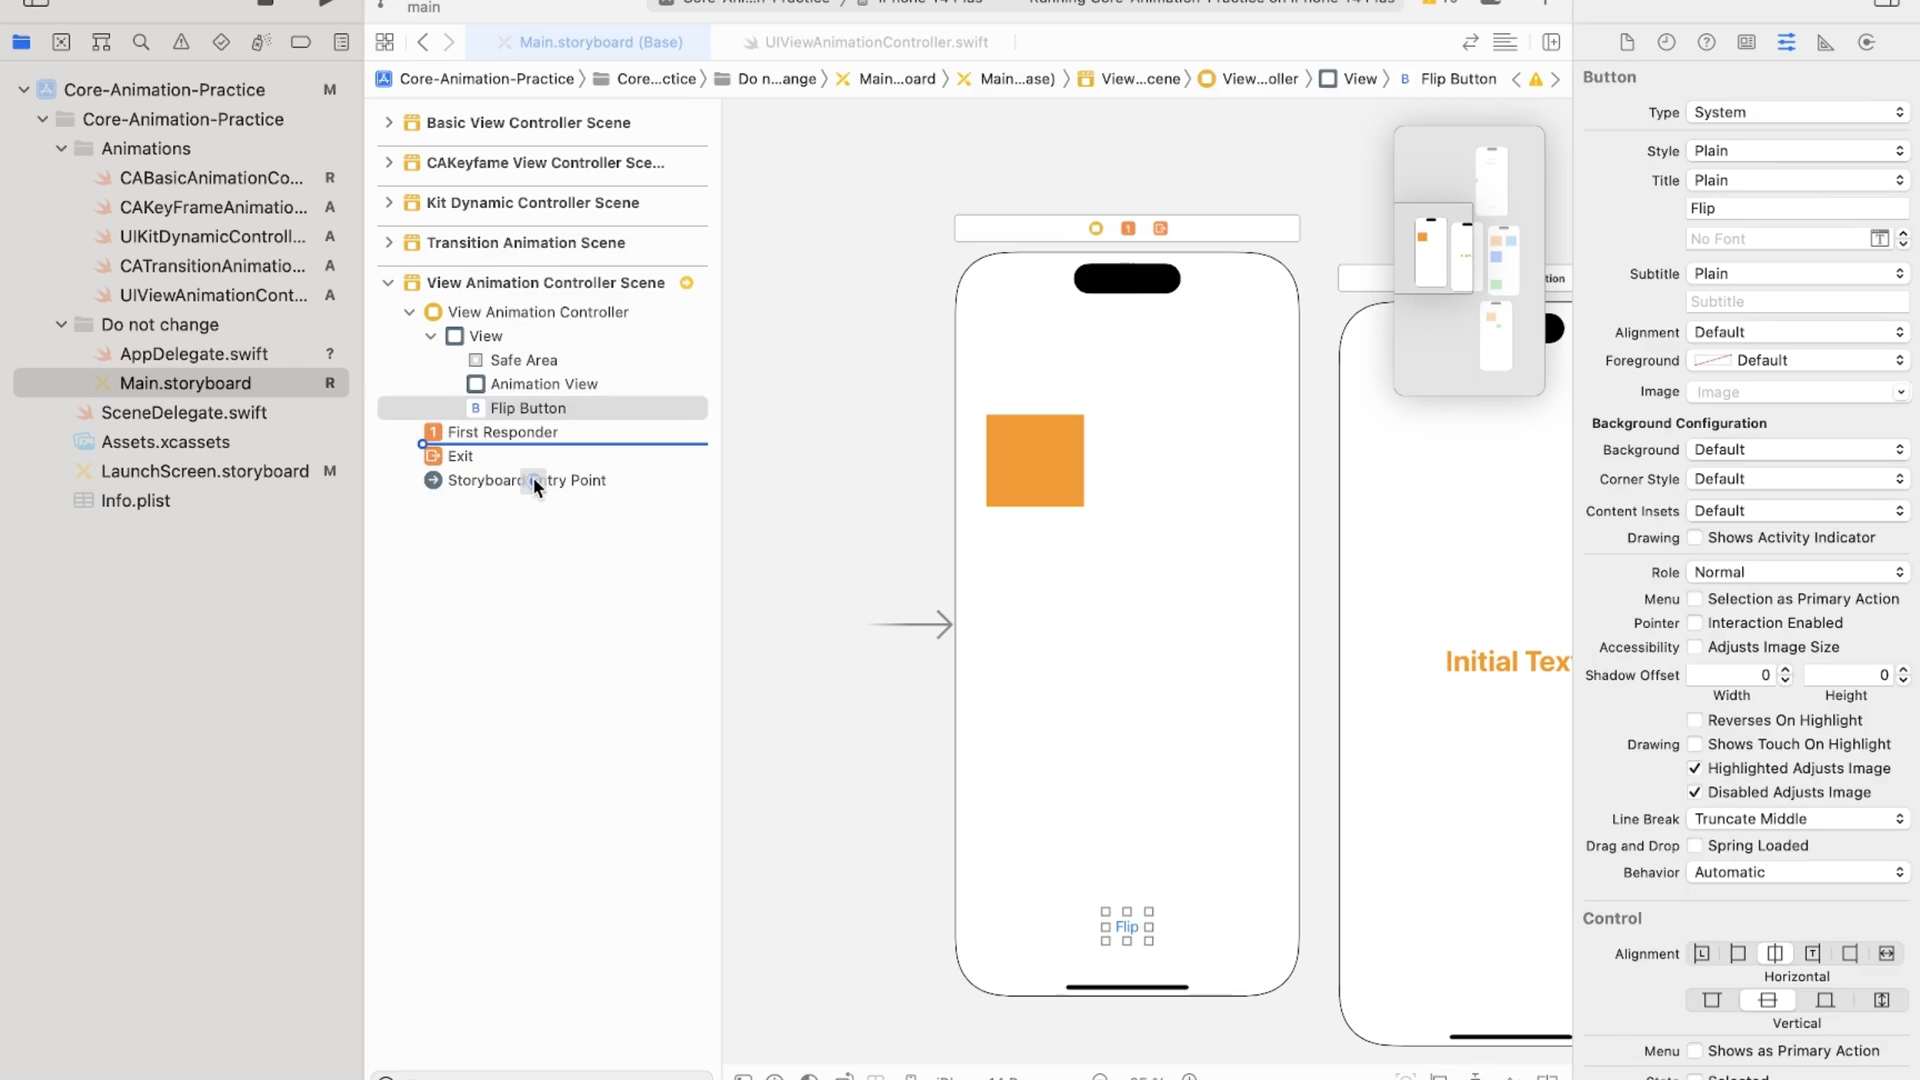 main
Main.storyboard (Base)
UIViewAnimationController.swift
Core-Animation-Practice
Core...ctice
Do n...ange
Main...oard
Main...ase)
View...cene
View...oller
View
B Flip Button
Core-Animation-Practice M
Core-Animation-Practice
Animations
CABasicAnimationCo... R
CAKeyFrameAnimatio... A
UIKitDynamicControll... A
CATransitionAnimatio... A
UIViewAnimationCont... A
Do not change
AppDelegate.swift ?
Main.storyboard R
SceneDelegate.swift
Assets.xcassets
LaunchScreen.storyboard M
Info.plist
Basic View Controller Scene
CAKeyfame View Controller Sce...
Kit Dynamic Controller Scene
Transition Animation Scene
View Animation Controller Scene
View Animation Controller
View
Safe Area
Animation View
B Flip Button
1 First Responder
Exit
Storyboard Entry Point
1
tion
Initial Tex
Flip
Button
Type System
Style Plain
Title Plain
Flip
No Font T
Subtitle Plain
Subtitle
Alignment Default
Foreground Default
Image Image
Background Configuration
Background Default
Corner Style Default
Content Insets Default
Drawing Shows Activity Indicator
Role Normal
Menu Selection as Primary Action
Pointer Interaction Enabled
Accessibility Adjusts Image Size
Shadow Offset 0 0
Width Height
Reverses On Highlight
Drawing Shows Touch On Highlight
Highlighted Adjusts Image
Disabled Adjusts Image
Line Break Truncate Middle
Drag and Drop Spring Loaded
Behavior Automatic
Control
Alignment L T
Horizontal
Vertical
Menu Shows as Primary Action